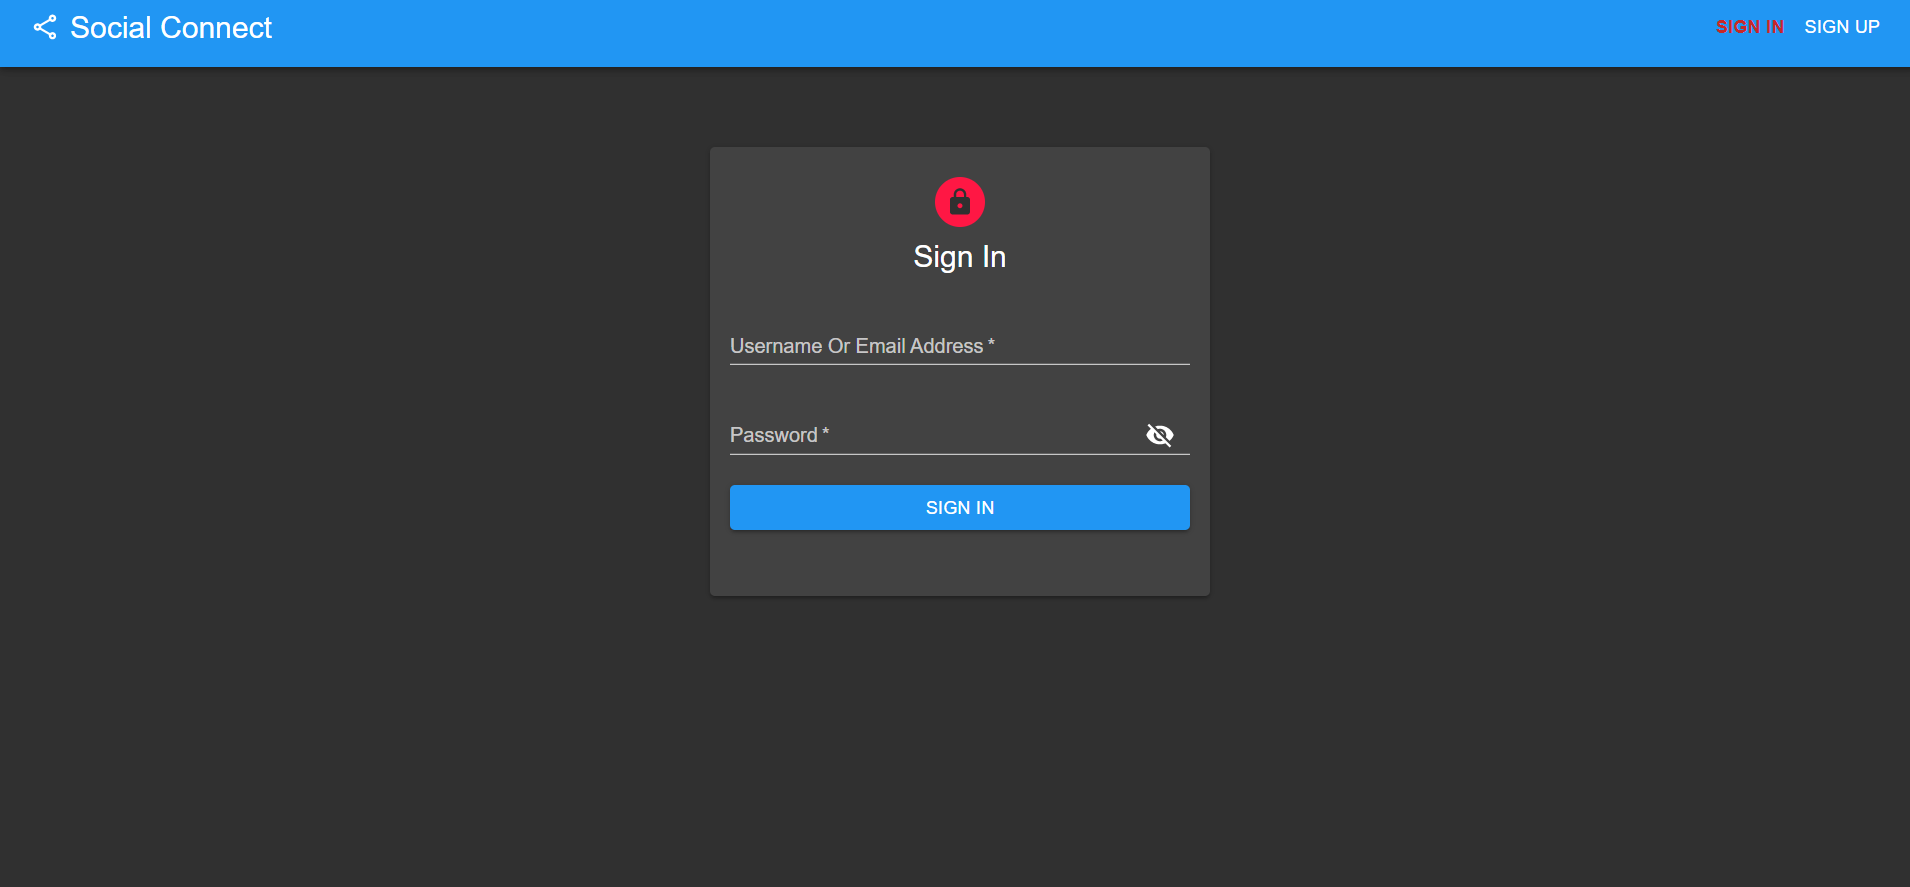 Social Connect
SIGN IN
SIGN UP
Sign In
Username Or Email Address *
Password *
SIGN IN